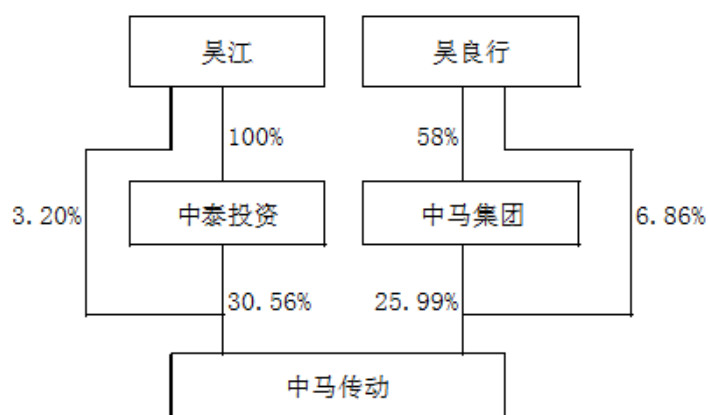 吴江
吴良行
100%
58%
3.20%
中泰投资
中马集团
6.86%
30.56%
25.99%
中马传动